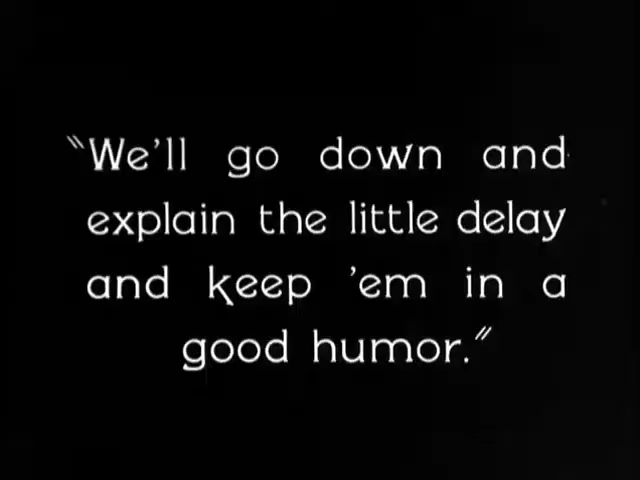 "We'll go down and
explain the little delay
and keep 'em in a
good humor."